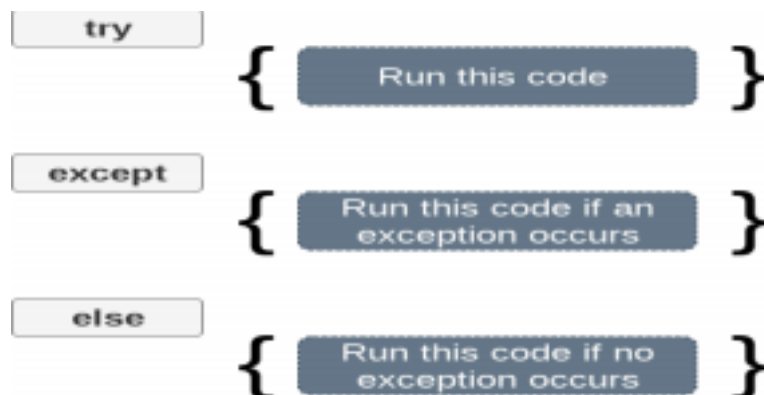 try
{ Run this code }
except
{ Run this code if an
exception occurs }
else
{ Run this code if no
exception occurs }